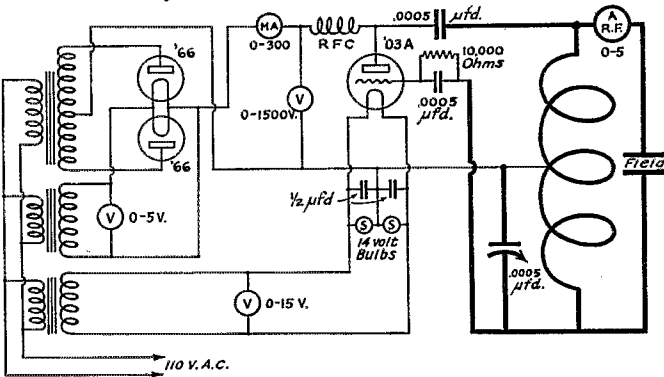 '66
'66
MA
0-300
RFC
'03A
.0005
µfd.
A
R.F.
0-5
10,000
Ohms
.0005
µfd.
V
0-1500V.
V
0-5 V.
½ µfd
S
S
14 volt
Bulbs
Field
.0005
µfd.
V
0-15 V.
110 V. A.C.